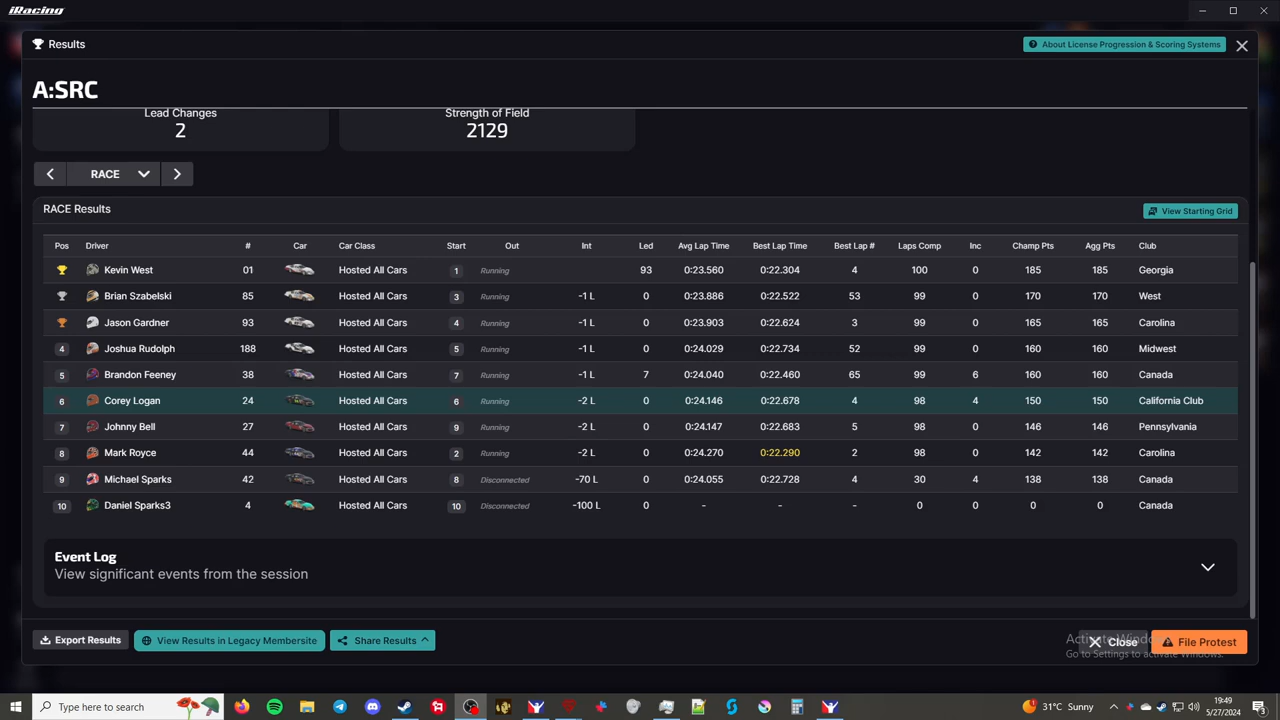 iRacing
Results
About License Progression & Scoring Systems
A:SRC
Lead Changes
2
Strength of Field
2129
RACE
RACE Results
View Starting Grid
Pos Driver # Car Car Class Start Out Int Led Avg Lap Time Best Lap Time Best Lap # Laps Comp Inc Champ Pts Agg Pts Club
Kevin West 01 Hosted All Cars 1 Running 93 0:23.560 0:22.304 4 100 0 185 185 Georgia
Brian Szabelski 85 Hosted All Cars 3 Running -1 L 0 0:23.886 0:22.522 53 99 0 170 170 West
Jason Gardner 93 Hosted All Cars 4 Running -1 L 0 0:23.903 0:22.624 3 99 0 165 165 Carolina
4 Joshua Rudolph 188 Hosted All Cars 5 Running -1 L 0 0:24.029 0:22.734 52 99 0 160 160 Midwest
5 Brandon Feeney 38 Hosted All Cars 7 Running -1 L 7 0:24.040 0:22.460 65 99 6 160 160 Canada
6 Corey Logan 24 Hosted All Cars 6 Running -2 L 0 0:24.146 0:22.678 4 98 4 150 150 California Club
7 Johnny Bell 27 Hosted All Cars 9 Running -2 L 0 0:24.147 0:22.683 5 98 0 146 146 Pennsylvania
8 Mark Royce 44 Hosted All Cars 2 Running -2 L 0 0:24.270 0:22.290 2 98 0 142 142 Carolina
9 Michael Sparks 42 Hosted All Cars 8 Disconnected -70 L 0 0:24.055 0:22.728 4 30 4 138 138 Canada
10 Daniel Sparks3 4 Hosted All Cars 10 Disconnected -100 L 0 - - - 0 0 0 0 Canada
Event Log
View significant events from the session
Export Results
View Results in Legacy Membersite
Share Results
Close
File Protest
Go to Settings to activate Windows.
Type here to search
31°C Sunny
19:49
5/27/2024